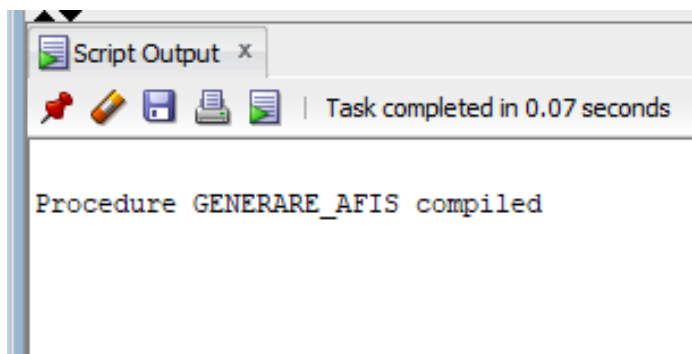 Script Output x
Task completed in 0.07 seconds
Procedure GENERARE_AFIS compiled